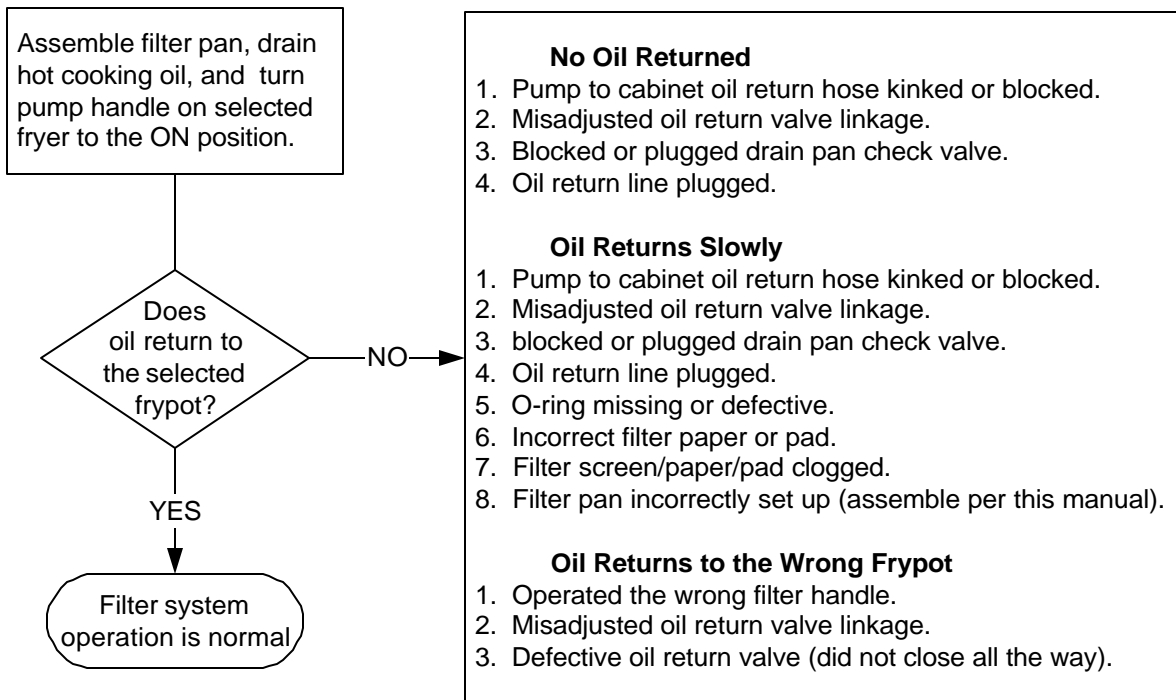 Assemble filter pan, drain
hot cooking oil, and turn
pump handle on selected
fryer to the ON position.
Does
oil return to
the selected
frypot?
NO
YES
Filter system
operation is normal
No Oil Returned
1. Pump to cabinet oil return hose kinked or blocked.
2. Misadjusted oil return valve linkage.
3. Blocked or plugged drain pan check valve.
4. Oil return line plugged.
Oil Returns Slowly
1. Pump to cabinet oil return hose kinked or blocked.
2. Misadjusted oil return valve linkage.
3. blocked or plugged drain pan check valve.
4. Oil return line plugged.
5. O-ring missing or defective.
6. Incorrect filter paper or pad.
7. Filter screen/paper/pad clogged.
8. Filter pan incorrectly set up (assemble per this manual).
Oil Returns to the Wrong Frypot
1. Operated the wrong filter handle.
2. Misadjusted oil return valve linkage.
3. Defective oil return valve (did not close all the way).